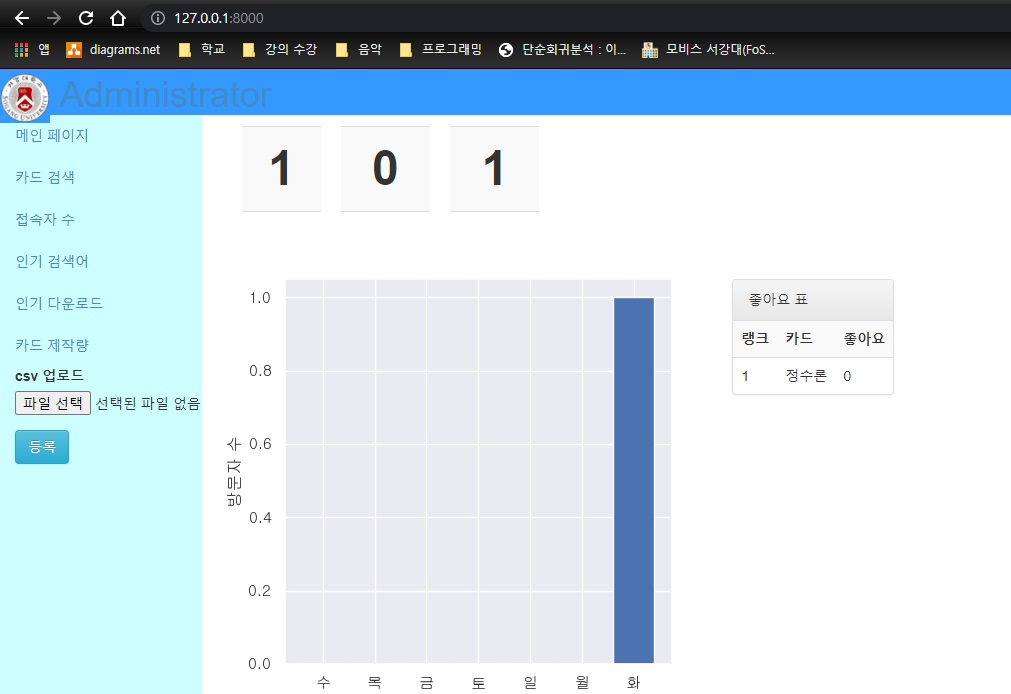 127.0.0.1:8000
앱 diagrams.net 학교 강의 수강 음악 프로그래밍 단순회귀분석 : 이... 모비스 서강대(FoS...
Administrator
메인 페이지
카드 검색
접속자 수
인기 검색어
인기 다운로드
카드 제작량
csv 업로드
파일 선택 선택된 파일 없음
등록
1 0 1
방문자 수
1.0
0.8
0.6
0.4
0.2
0.0
수 목 금 토 일 월 화
좋아요 표
랭크 카드 좋아요
1 정수론 0